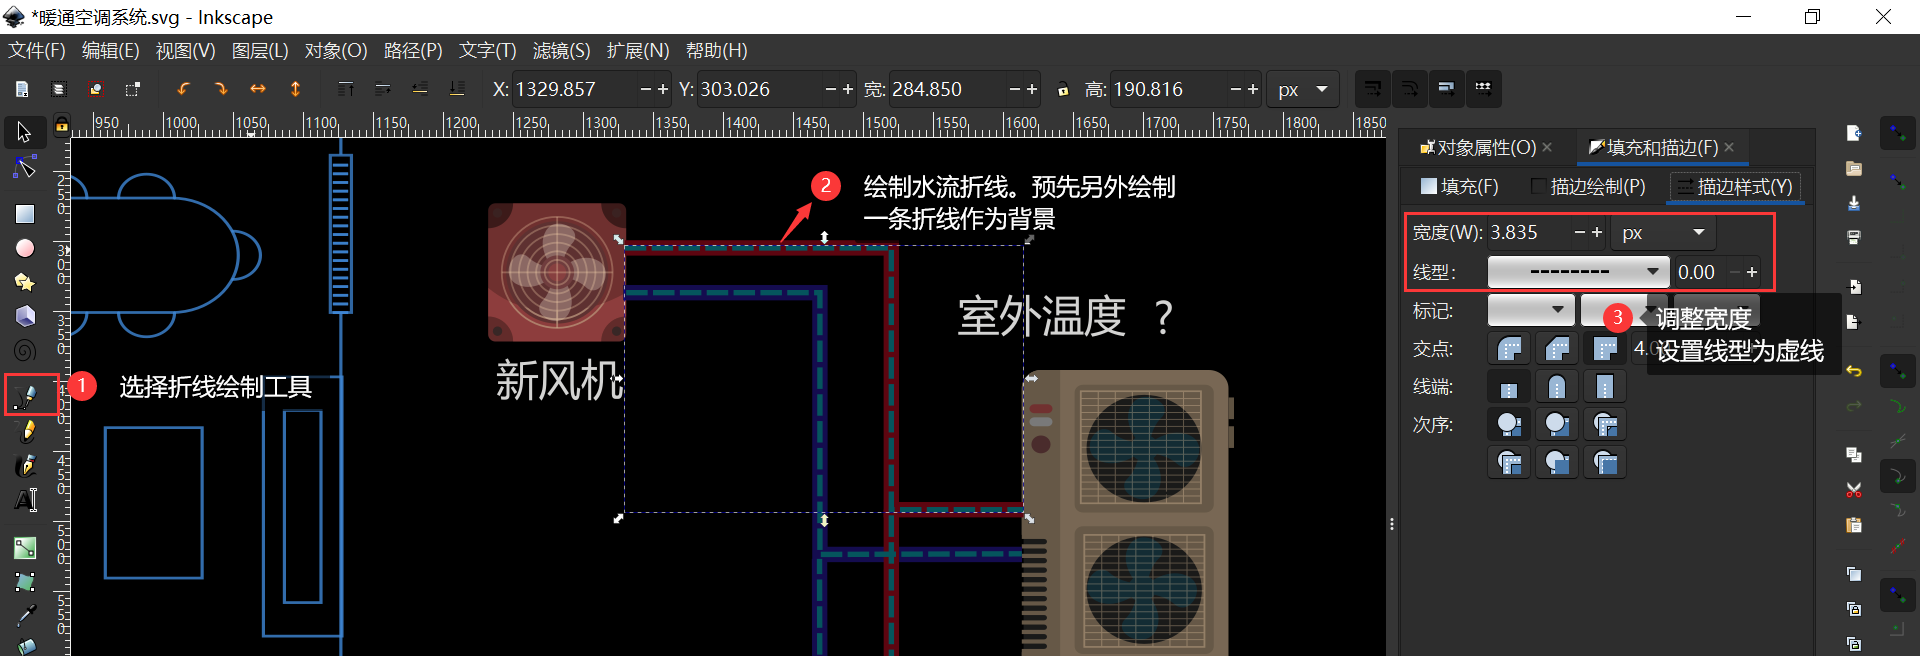 *暖通空调系统.svg - Inkscape
文件(F) 编辑(E) 视图(V) 图层(L) 对象(O) 路径(P) 文字(T) 滤镜(S) 扩展(N) 帮助(H)
X: 1329.857 Y: 303.026 宽: 284.850 高: 190.816 px
950 1000 1050 1100 1150 1200 1250 1300 1350 1400 1450 1500 1600 1650 1700 1750 1800 1850
对象属性(O) 填充和描边(F)
填充(F) 描边绘制(P) 描边样式(Y)
宽度(W): 3.835 px
线型: 0.00
标记:
交点:
线端:
次序:
2 绘制水流折线。预先另外绘制
一条折线作为背景
室外温度 ?
3 调整宽度
设置线型为虚线
新风机
1 选择折线绘制工具
250
300
350
400
450
500
550